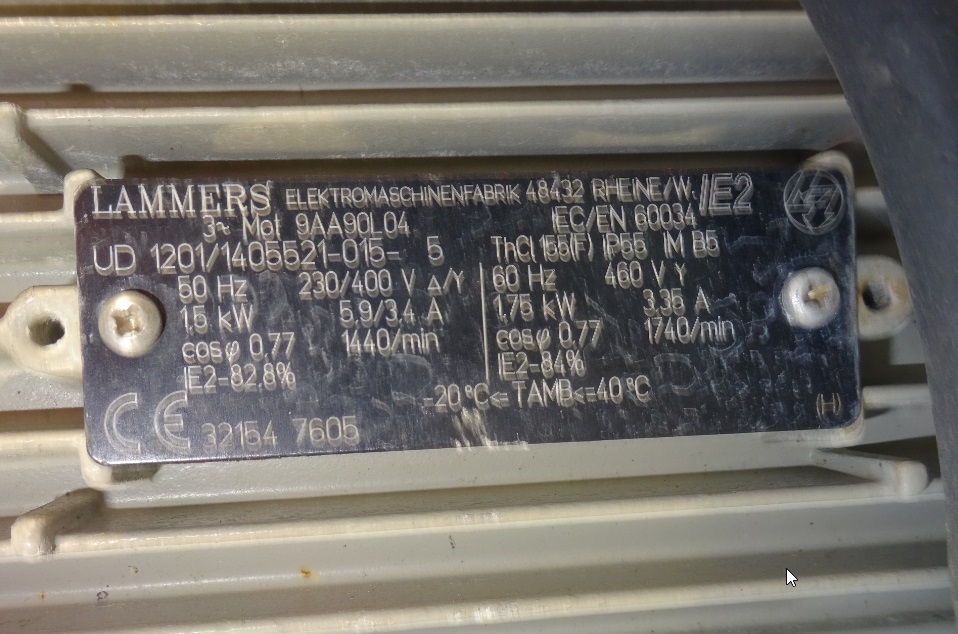 LAMMERS ELEKTROMASCHINENFABRIK 48432 RHEINE/W. IE2
3~ Mot 9AA90L04 IEC/EN 60034
UD 1201/1405521-015- 5 ThCl 155(F) IP55 IM B5
50 Hz 230/400 V Δ/Y 60 Hz 460 V Y
1,5 kW 5.9/3.4 A 1,75 kW 3.35 A
cosφ 0,77 1440/min cosφ 0.77 1740/min
IE2-82,8% IE2-84%
-20°C<=TAMB<=40°C
CE 32154 7605 (H)